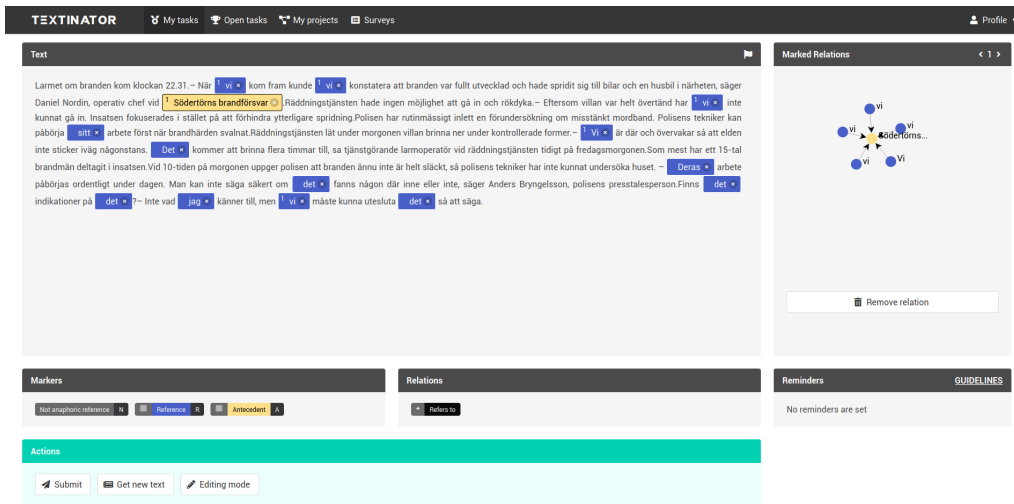 TEXTINATOR My tasks Open tasks My projects Surveys Profile
Text
Larmet om branden kom klockan 22.31.– När 1 vi × kom fram kunde 1 vi × konstatera att branden var fullt utvecklad och hade spridit sig till bilar och en husbil i närheten, säger
Daniel Nordin, operativ chef vid 1 Södertörns brandförsvar .Räddningstjänsten hade ingen möjlighet att gå in och rökdyka.– Eftersom villan var helt övertänd har 1 vi × inte
kunnat gå in. Insatsen fokuserades i stället på att förhindra ytterligare spridning.Polisen har rutinmässigt inlett en förundersökning om misstänkt mordband. Polisens tekniker kan
påbörja sitt × arbete först när brandhärden svalnat.Räddningstjänsten lät under morgonen villan brinna ner under kontrollerade former.– 1 Vi × är där och övervakar så att elden
inte sticker iväg någonstans. Det × kommer att brinna flera timmar till, sa tjänstgörande larmoperatör vid räddningstjänsten tidigt på fredagsmorgonen.Som mest har ett 15-tal
brandmän deltagit i insatsen.Vid 10-tiden på morgonen uppger polisen att branden ännu inte är helt släckt, så polisens tekniker har inte kunnat undersöka huset. – Deras × arbete
påbörjas ordentligt under dagen. Man kan inte säga säkert om det × fanns någon där inne eller inte, säger Anders Bryngelsson, polisens presstalesperson.Finns det ×
indikationer på det × ?– Inte vad jag × känner till, men 1 vi × måste kunna utesluta det × så att säga.
Marked Relations
< 1 >
vi
vi
vi
Södertörns...
vi
Vi
Remove relation
Markers
Not anaphoric reference N Reference R Antecedent A
Relations
Refers to
Reminders GUIDELINES
No reminders are set
Actions
Submit Get new text Editing mode